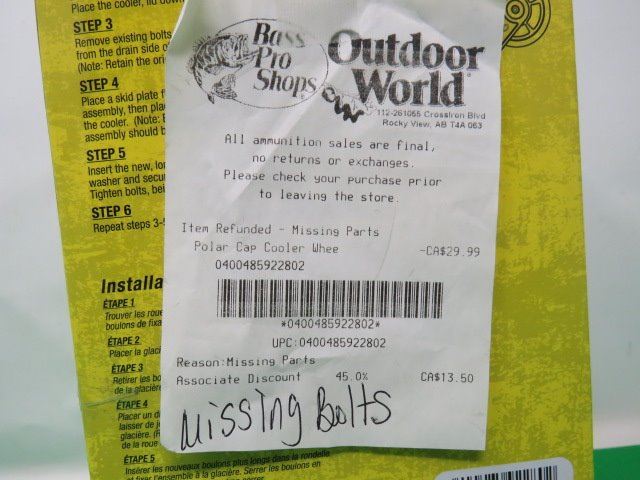 Place the cooler, lid down
STEP 3
Remove existing bolts
from the drain side o
(Note: Retain the ori
STEP 4
Place a skid plate f
assembly, then pla
the cooler. (Note:
assembly should b
STEP 5
Insert the new, lon
washer and secur
Tighten bolts, bei
STEP 6
Repeat steps 3-5
Installa
ÉTAPE 1
Trouver les roue
boulons de fixa
ÉTAPE 2
Placer la glaci
ÉTAPE 3
Retirer les bo
de la glacière
ÉTAPE 4
Placer un d
laisser de j
glacière. (R
de la roue
ÉTAPE 5
Insérer les nouveaux boulons plus longs dans la rondelle
et fixer l'ensemble à la glacière. Serrer les boulons en
Bass
Pro
Shops
Outdoor
World
112-261055 CrossIron Blvd
Rocky View, AB T4A 0G3
All ammunition sales are final,
no returns or exchanges.
Please check your purchase prior
to leaving the store.
Item Refunded - Missing Parts
Polar Cap Cooler Whee -CA$29.99
0400485922802
*0400485922802*
UPC:0400485922802
Reason:Missing Parts
Associate Discount 45.0% CA$13.50
Missing Bolts